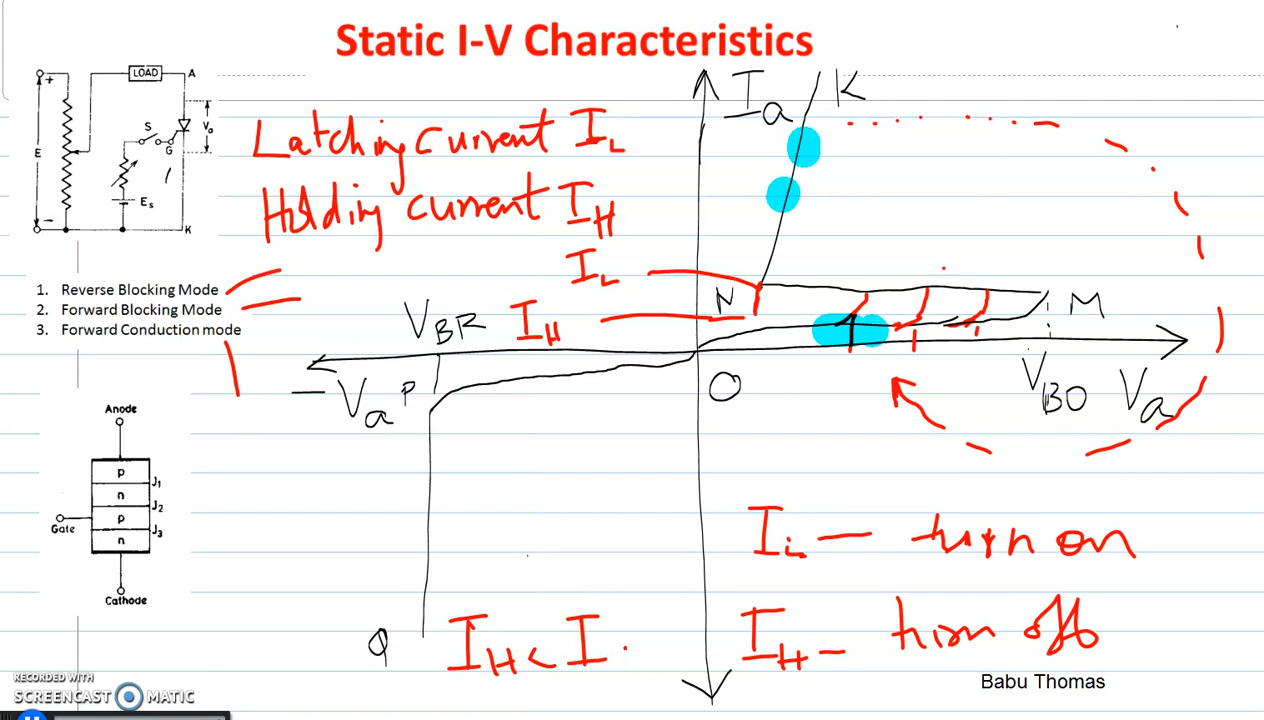 Static I-V Characteristics
LOAD
A
+
S
G
Va
E
Es
-
K
Latching current IL
Holding current IH
IL
IH
1. Reverse Blocking Mode
2. Forward Blocking Mode
3. Forward Conduction mode
Ia
K
N
M
VBR
- Va
P
O
VBO
Va
Q
Anode
p
J1
n
J2
Gate
p
J3
n
Cathode
IL - turn on
IH - turn off
IH < I
Babu Thomas
RECORDED WITH
SCREENCAST MATIC